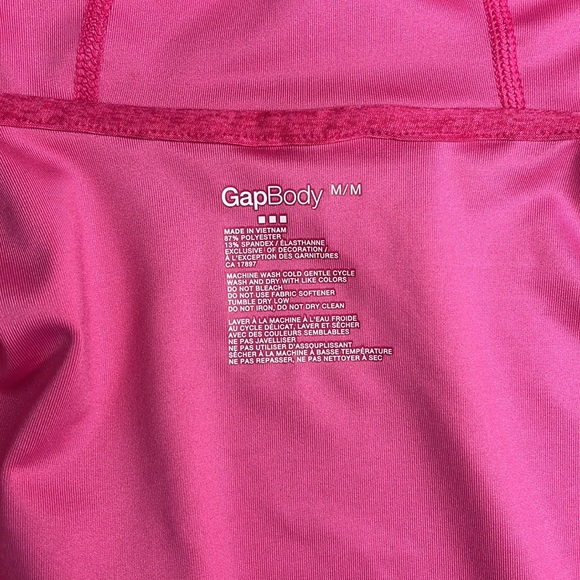 GapBody M/M
MADE IN VIETNAM
87% POLYESTER
13% SPANDEX / ÉLASTHANNE
EXCLUSIVE OF DECORATION /
À L'EXCEPTION DES GARNITURES
CA 17897
MACHINE WASH COLD GENTLE CYCLE
WASH AND DRY WITH LIKE COLORS
DO NOT BLEACH
DO NOT USE FABRIC SOFTENER
TUMBLE DRY LOW
DO NOT IRON, DO NOT DRY CLEAN
LAVER À LA MACHINE À L'EAU FROIDE
AU CYCLE DÉLICAT, LAVER ET SÉCHER
AVEC DES COULEURS SEMBLABLES
NE PAS JAVELLISER
NE PAS UTILISER D'ASSOUPLISSANT
SÉCHER À LA MACHINE À BASSE TEMPÉRATURE
NE PAS REPASSER, NE PAS NETTOYER À SEC